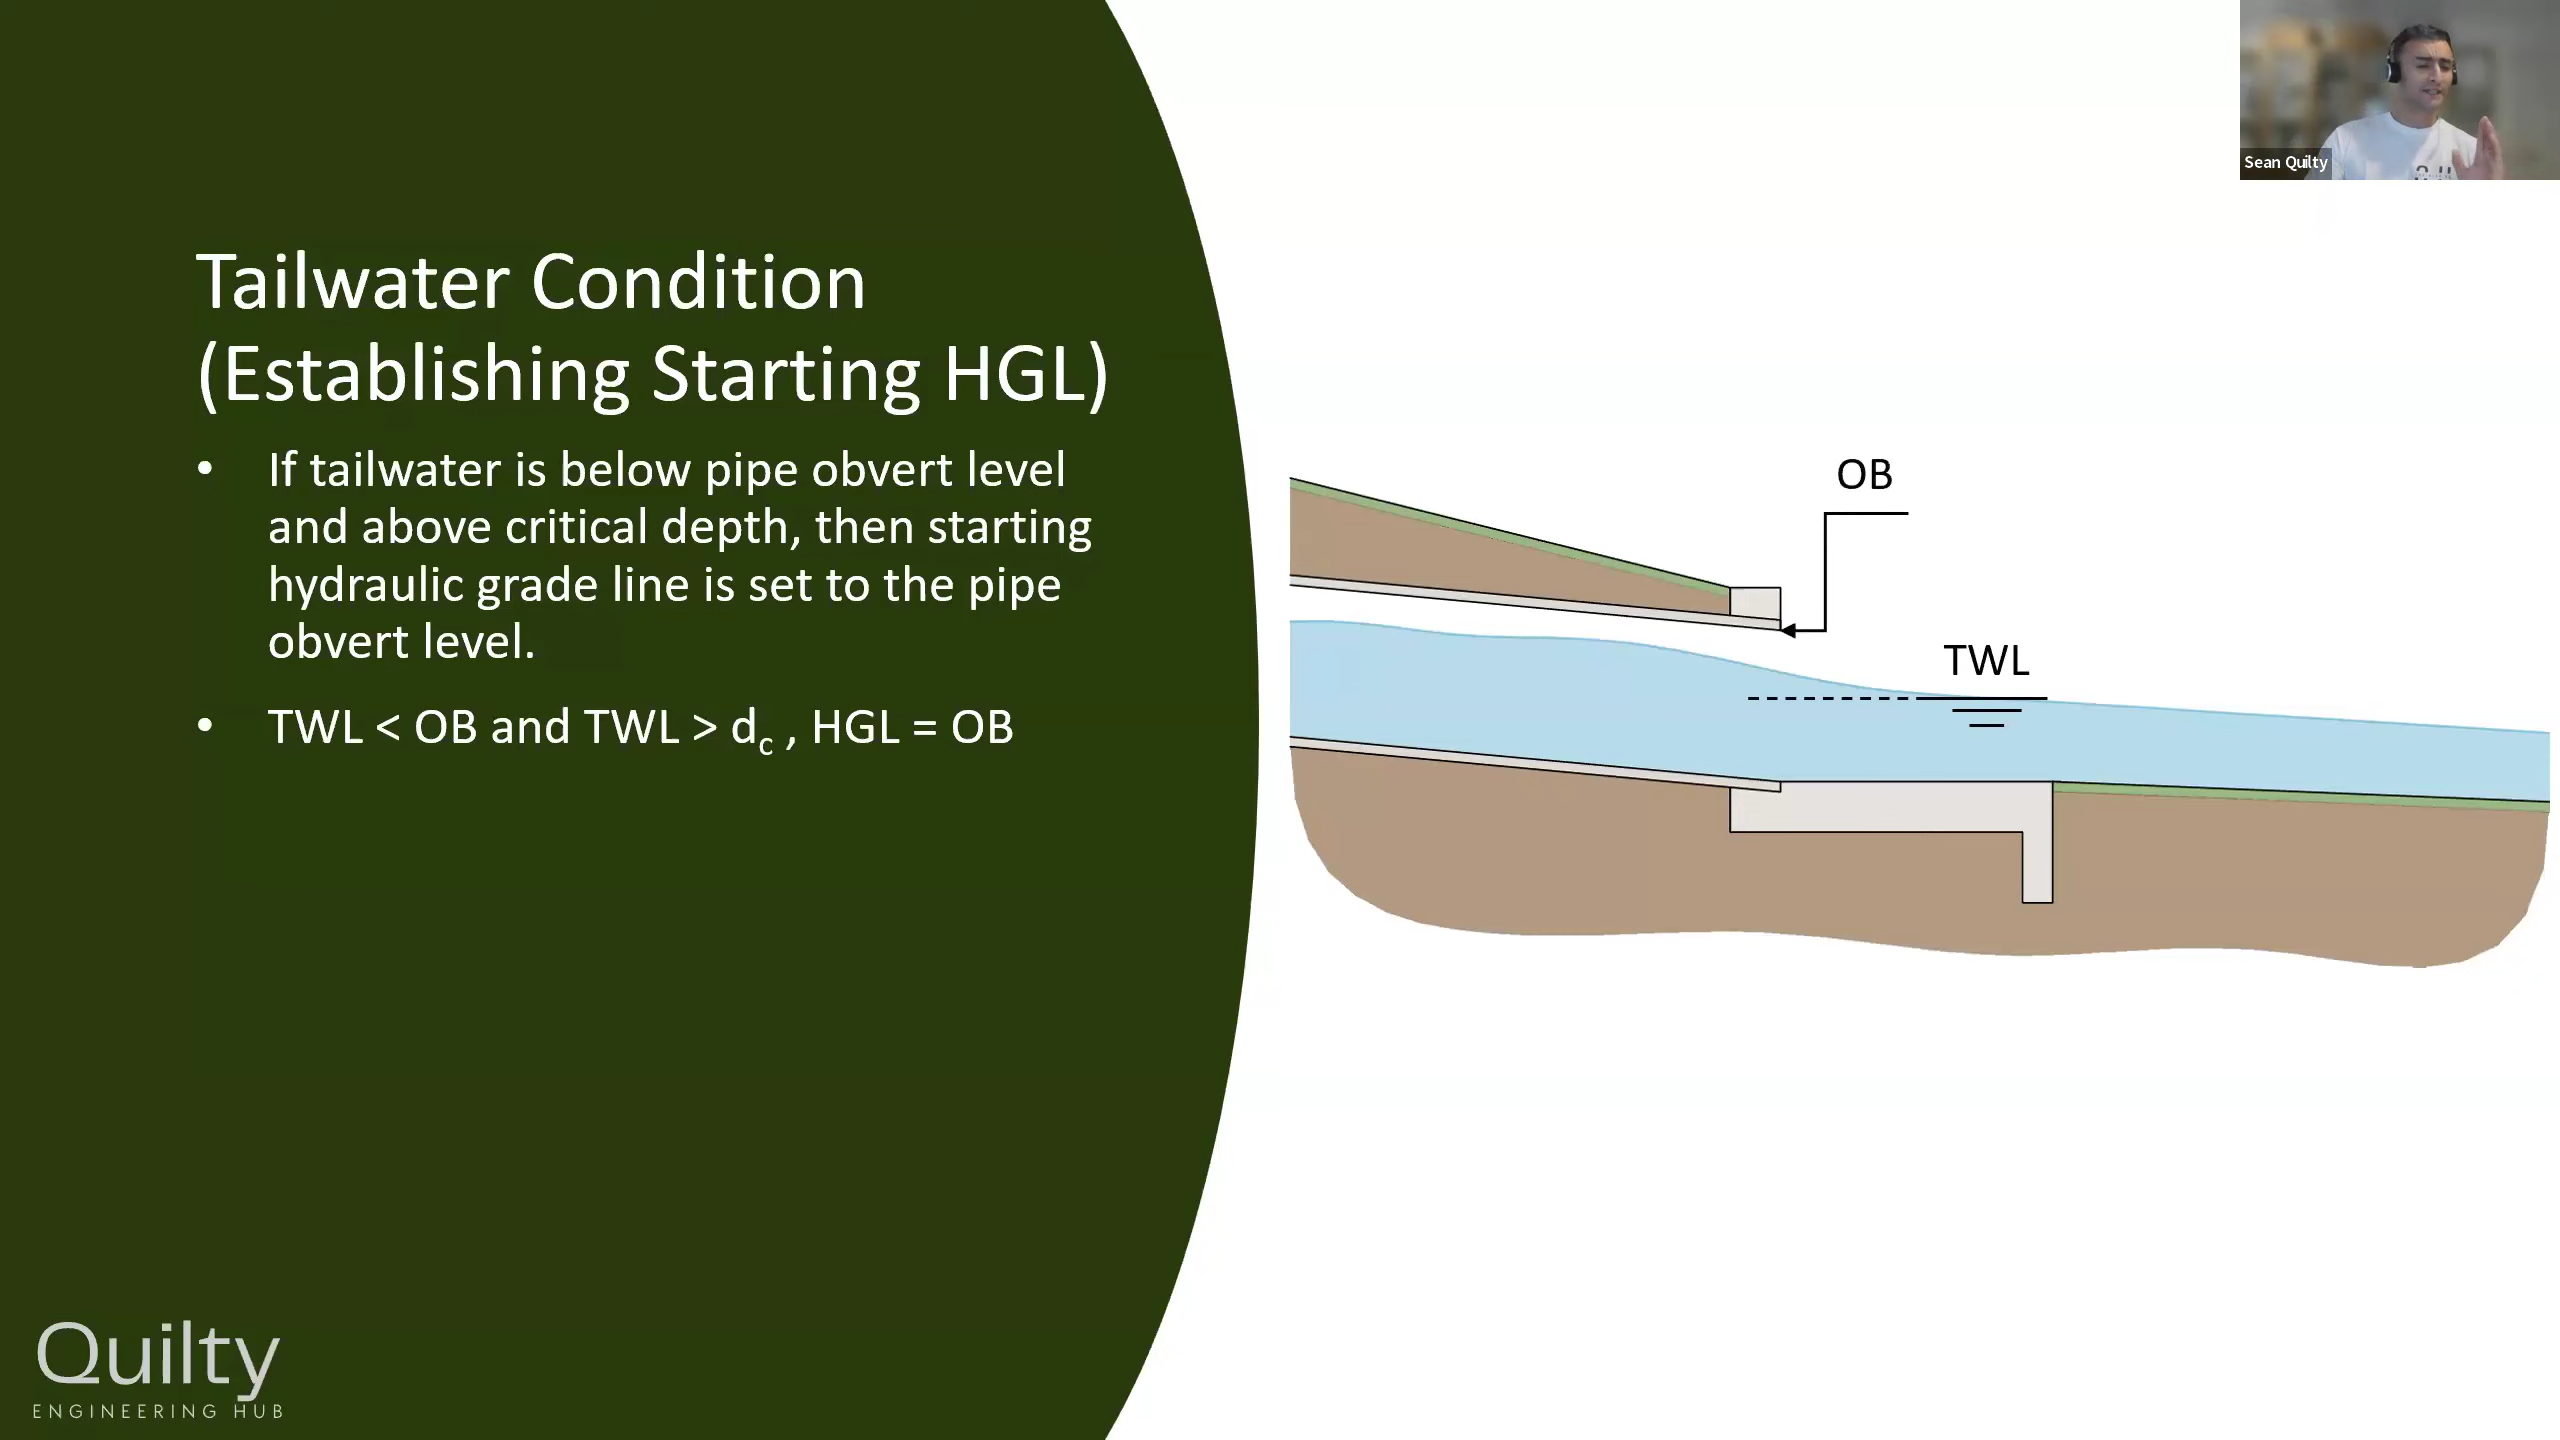 Sean Quilty
Tailwater Condition
(Establishing Starting HGL)
• If tailwater is below pipe obvert level
and above critical depth, then starting
hydraulic grade line is set to the pipe
obvert level.
• TWL < OB and TWL > dc , HGL = OB
OB
TWL
Quilty
ENGINEERING HUB